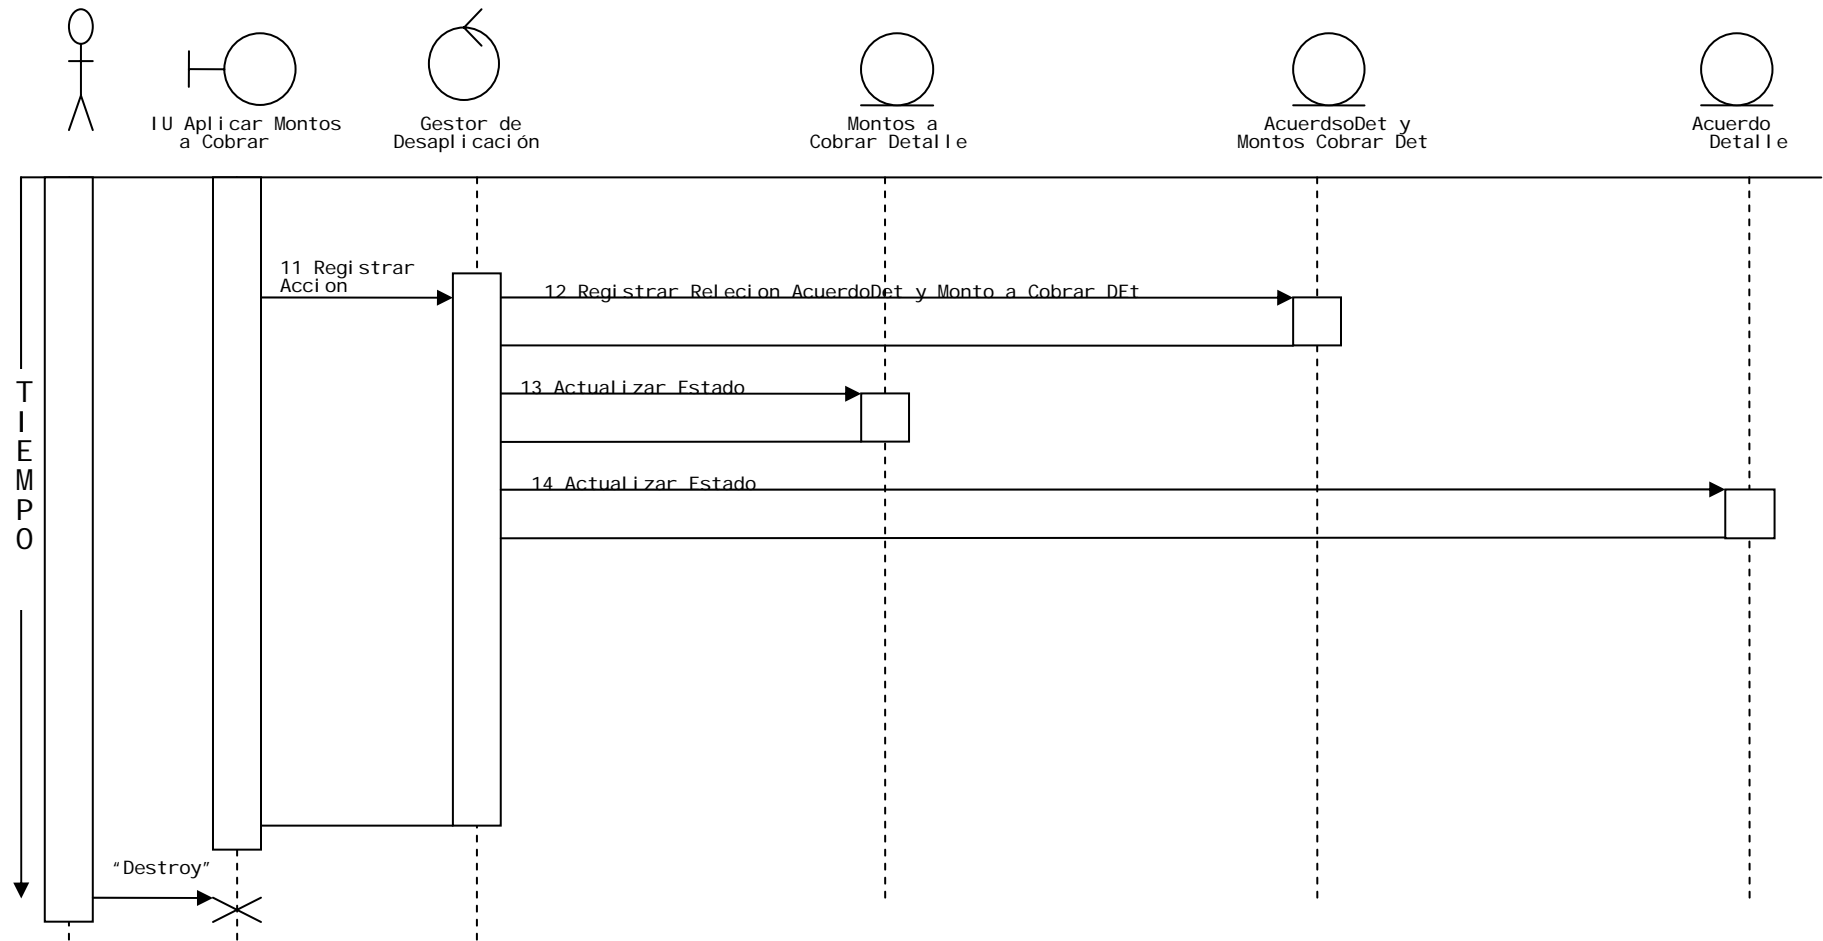 IU Aplicar Montos
a Cobrar
Gestor de
Desaplicación
Montos a
Cobrar Detalle
AcuerdsoDet y
Montos Cobrar Det
Acuerdo
Detalle
11 Registrar
Accion
12 Registrar Relecion AcuerdoDet y Monto a Cobrar DEt
13 Actualizar Estado
14 Actualizar Estado
T
I
E
M
P
O
“Destroy”